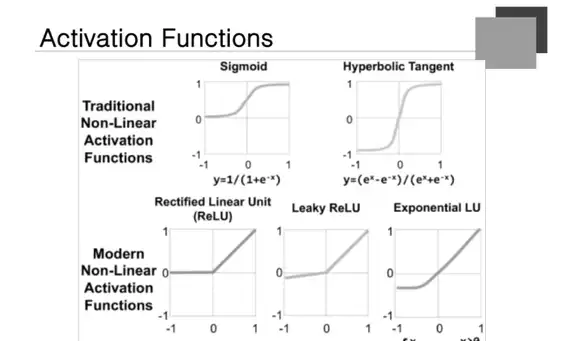 Activation Functions
Sigmoid
Hyperbolic Tangent
Traditional
Non-Linear
Activation
Functions
1
0
-1
-1 0 1
y=1/(1+e⁻ˣ)
1
0
-1
-1 0 1
y=(eˣ-e⁻ˣ)/(eˣ+e⁻ˣ)
Rectified Linear Unit
(ReLU)
Leaky ReLU
Exponential LU
Modern
Non-Linear
Activation
Functions
1
0
-1
-1 0 1
1
0
-1
-1 0 1
1
0
-1
-1 0 1